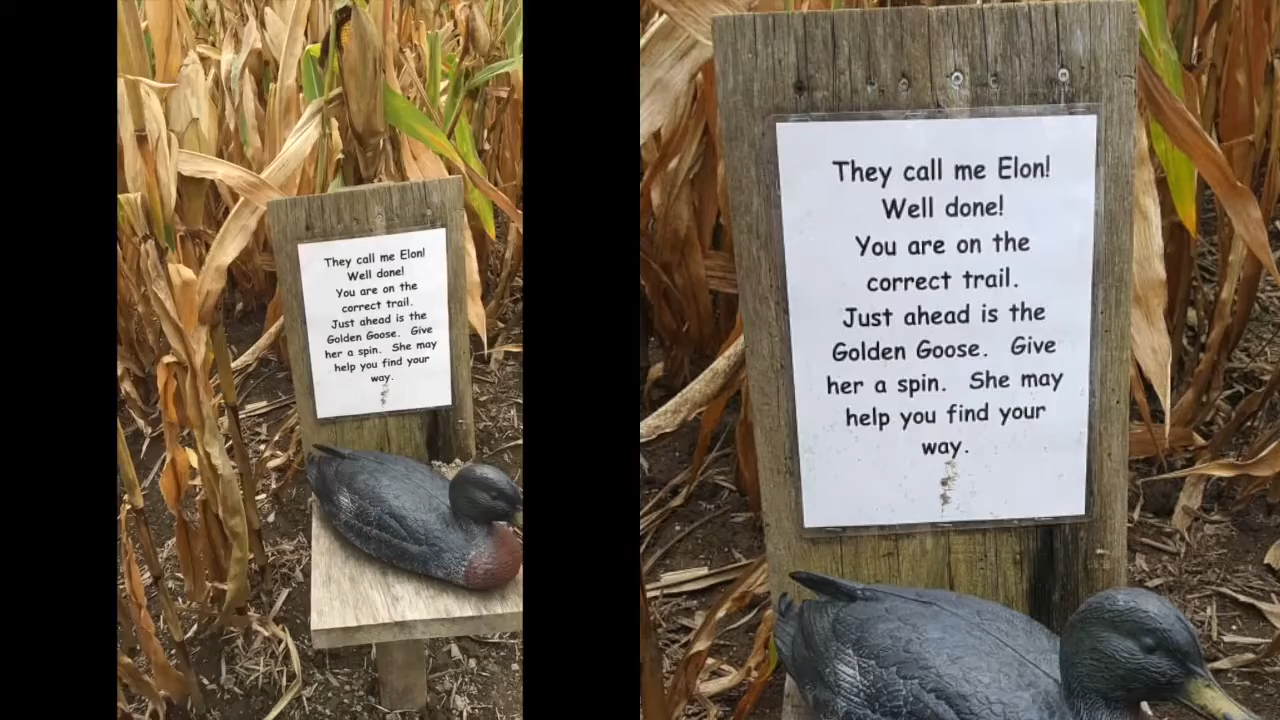 They call me Elon!
Well done!
You are on the
correct trail.
Just ahead is the
Golden Goose. Give
her a spin. She may
help you find your
way.
They call me Elon!
Well done!
You are on the
correct trail.
Just ahead is the
Golden Goose. Give
her a spin. She may
help you find your
way.